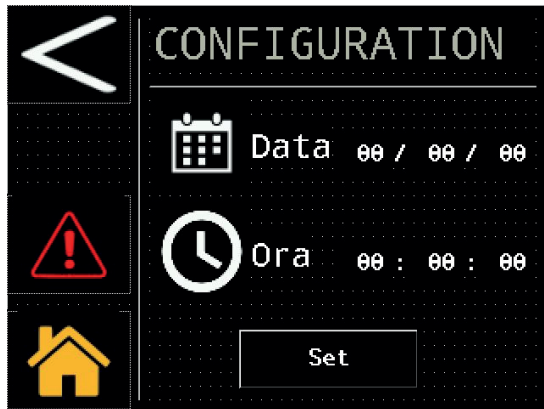 CONFIGURATION
Data 00 / 00 / 00
Ora 00 : 00 : 00
Set